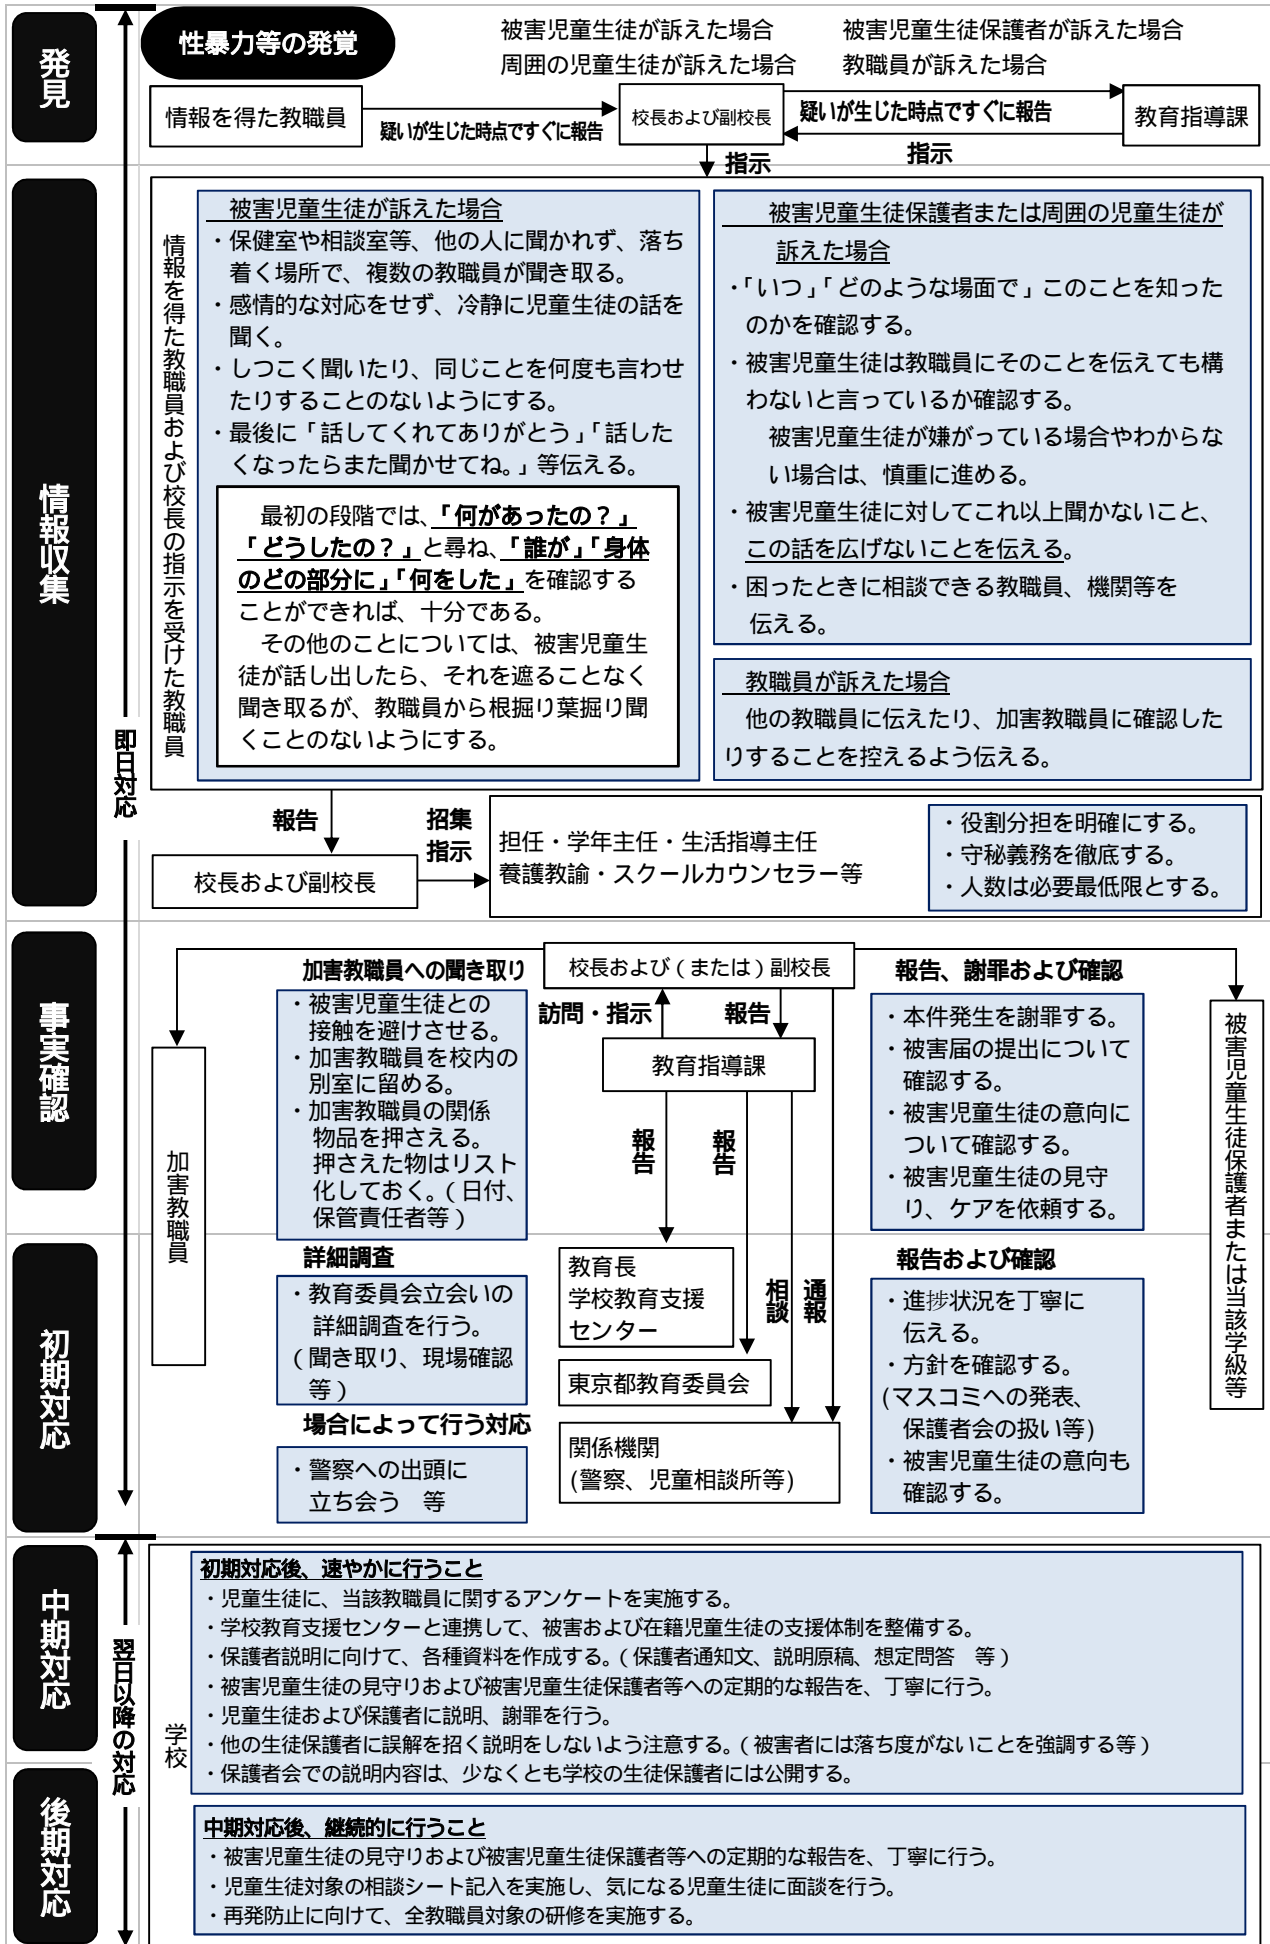 発見
性暴力等の発覚
被害児童生徒が訴えた場合
被害児童生徒保護者が訴えた場合
周囲の児童生徒が訴えた場合
教職員が訴えた場合
情報を得た教職員
疑いが生じた時点ですぐに報告
校長および副校長
疑いが生じた時点ですぐに報告
指示
教育指導課
指示
情報収集
即日対応
情報を得た教職員および校長の指示を受けた教職員
被害児童生徒が訴えた場合
・保健室や相談室等、他の人に聞かれず、落ち
着く場所で、複数の教職員が聞き取る。
・感情的な対応をせず、冷静に児童生徒の話を
聞く。
・しつこく聞いたり、同じことを何度も言わせ
たりすることのないようにする。
・最後に「話してくれてありがとう」「話した
くなったらまた聞かせてね。」等伝える。
最初の段階では、「何があったの?」
「どうしたの?」と尋ね、「誰が」「身体
のどの部分に」「何をした」を確認する
ことができれば、十分である。
その他のことについては、被害児童生
徒が話し出したら、それを遮ることなく
聞き取るが、教職員から根掘り葉掘り聞
くことのないようにする。
被害児童生徒保護者または周囲の児童生徒が
訴えた場合
・「いつ」「どのような場面で」このことを知った
のかを確認する。
・被害児童生徒は教職員にそのことを伝えても構
わないと言っているか確認する。
被害児童生徒が嫌がっている場合やわからな
い場合は、慎重に進める。
・被害児童生徒に対してこれ以上聞かないこと、
この話を広げないことを伝える。
・困ったときに相談できる教職員、機関等を
伝える。
教職員が訴えた場合
他の教職員に伝えたり、加害教職員に確認した
りすることを控えるよう伝える。
報告
校長および副校長
招集
指示
担任・学年主任・生活指導主任
養護教諭・スクールカウンセラー等
・役割分担を明確にする。
・守秘義務を徹底する。
・人数は必要最低限とする。
事実確認
加害教職員への聞き取り
校長および(または)副校長
報告、謝罪および確認
・被害児童生徒との
接触を避けさせる。
・加害教職員を校内の
別室に留める。
・加害教職員の関係
物品を押さえる。
押さえた物はリスト
化しておく。(日付、
保管責任者等)
訪問・指示
報告
教育指導課
報告
報告
・本件発生を謝罪する。
・被害届の提出について
確認する。
・被害児童生徒の意向に
ついて確認する。
・被害児童生徒の見守
り、ケアを依頼する。
加害教職員
被害児童生徒保護者または当該学級等
初期対応
詳細調査
・教育委員会立会いの
詳細調査を行う。
(聞き取り、現場確認
等)
場合によって行う対応
・警察への出頭に
立ち会う 等
教育長
学校教育支援
センター
相談
通報
東京都教育委員会
関係機関
(警察、児童相談所等)
報告および確認
・進捗状況を丁寧に
伝える。
・方針を確認する。
(マスコミへの発表、
保護者会の扱い等)
・被害児童生徒の意向も
確認する。
中期対応
翌日以降の対応
学校
初期対応後、速やかに行うこと
・児童生徒に、当該教職員に関するアンケートを実施する。
・学校教育支援センターと連携して、被害および在籍児童生徒の支援体制を整備する。
・保護者説明に向けて、各種資料を作成する。(保護者通知文、説明原稿、想定問答 等)
・被害児童生徒の見守りおよび被害児童生徒保護者等への定期的な報告を、丁寧に行う。
・児童生徒および保護者に説明、謝罪を行う。
・他の生徒保護者に誤解を招く説明をしないよう注意する。(被害者には落ち度がないことを強調する等)
・保護者会での説明内容は、少なくとも学校の生徒保護者には公開する。
後期対応
中期対応後、継続的に行うこと
・被害児童生徒の見守りおよび被害児童生徒保護者等への定期的な報告を、丁寧に行う。
・児童生徒対象の相談シート記入を実施し、気になる児童生徒に面談を行う。
・再発防止に向けて、全教職員対象の研修を実施する。